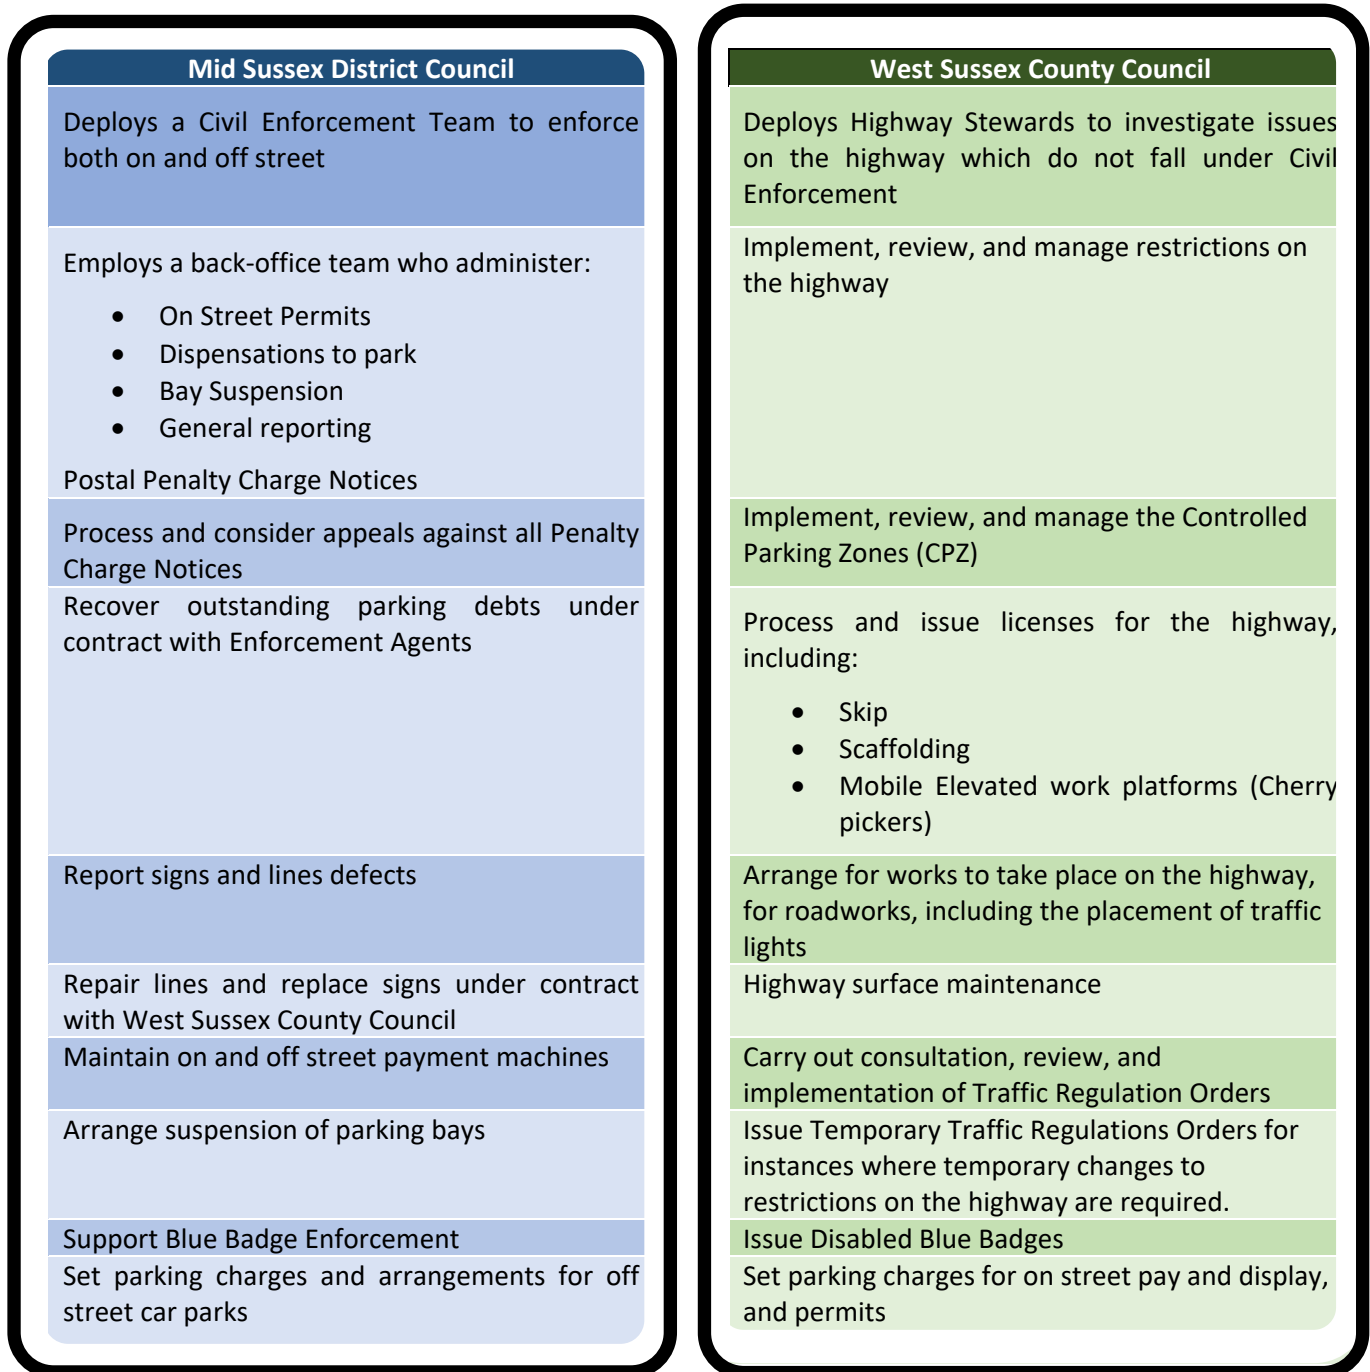 Mid Sussex District Council
Deploys a Civil Enforcement Team to enforce
both on and off street
Employs a back-office team who administer:
• On Street Permits
• Dispensations to park
• Bay Suspension
• General reporting
Postal Penalty Charge Notices
Process and consider appeals against all Penalty
Charge Notices
Recover outstanding parking debts under
contract with Enforcement Agents
Report signs and lines defects
Repair lines and replace signs under contract
with West Sussex County Council
Maintain on and off street payment machines
Arrange suspension of parking bays
Support Blue Badge Enforcement
Set parking charges and arrangements for off
street car parks
West Sussex County Council
Deploys Highway Stewards to investigate issues
on the highway which do not fall under Civil
Enforcement
Implement, review, and manage restrictions on
the highway
Implement, review, and manage the Controlled
Parking Zones (CPZ)
Process and issue licenses for the highway,
including:
• Skip
• Scaffolding
• Mobile Elevated work platforms (Cherry
pickers)
Arrange for works to take place on the highway,
for roadworks, including the placement of traffic
lights
Highway surface maintenance
Carry out consultation, review, and
implementation of Traffic Regulation Orders
Issue Temporary Traffic Regulations Orders for
instances where temporary changes to
restrictions on the highway are required.
Issue Disabled Blue Badges
Set parking charges for on street pay and display,
and permits